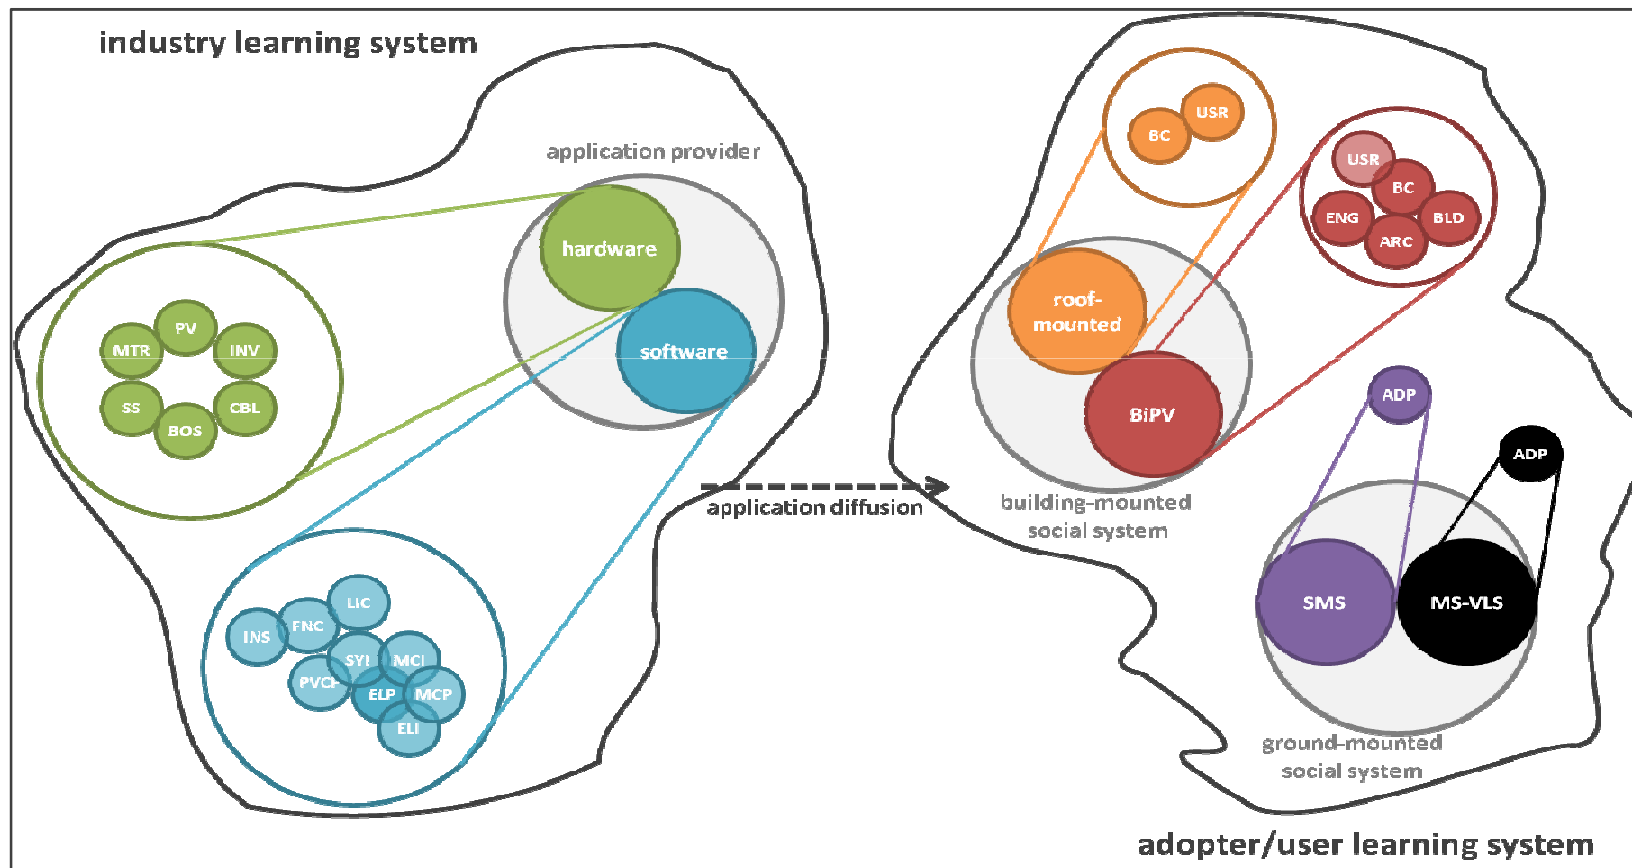 industry learning system
application provider
hardware
software
PV
MTR
INV
SS
CBL
BOS
LIC
FNC
INS
SYI
MCI
PVCP
ELP
MCP
ELI
application diffusion
USR
BC
USR
BC
ENG
BLD
ARC
roof-
mounted
BiPV
building-mounted
social system
ADP
ADP
SMS
MS-VLS
ground-mounted
social system
adopter/user learning system